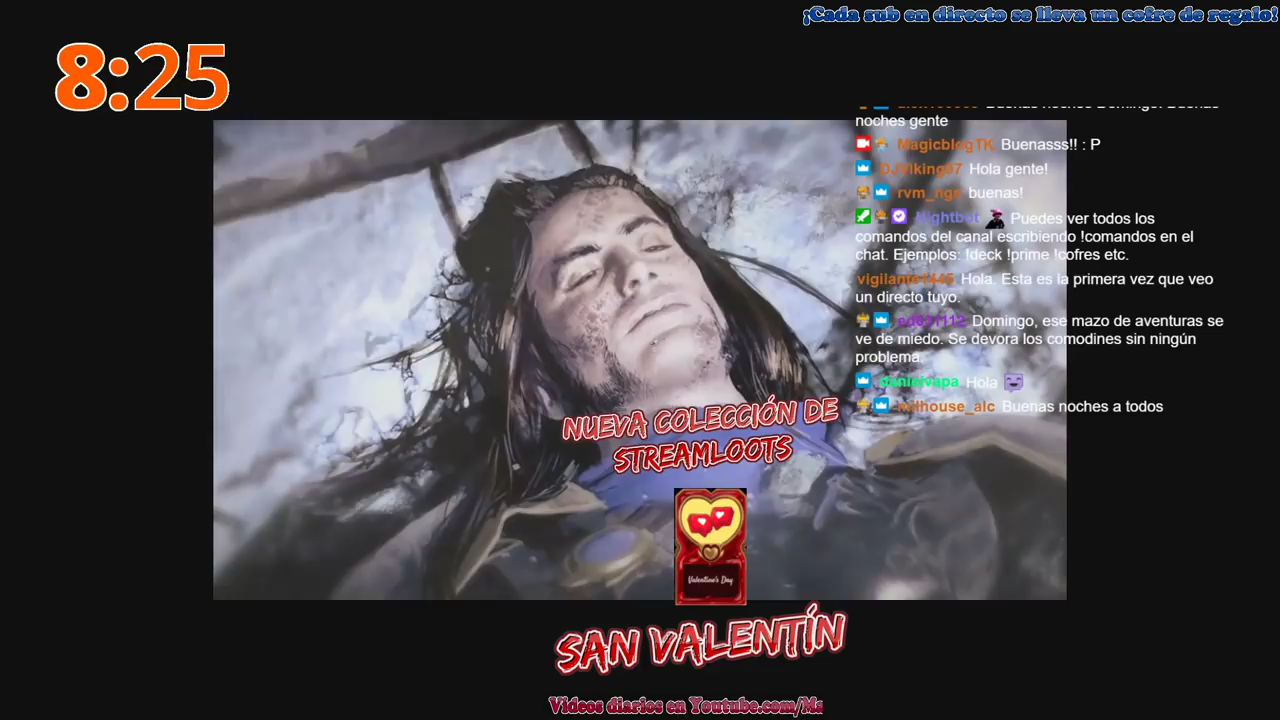 ¡Cada sub en directo se lleva un cofre de regalo!
8:25
noches gente
MagicblogTK Buenasss!! : P
DJViking87 Hola gente!
rvm_ngx buenas!
Nightbot Puedes ver todos los
comandos del canal escribiendo !comandos en el
chat. Ejemplos: !deck !prime !cofres etc.
vigilante1445 Hola. Esta es la primera vez que veo
un directo tuyo.
Domingo, ese mazo de aventuras se
ve de miedo. Se devora los comodines sin ningún
problema.
danielvapa Hola
milhouse_alc Buenas noches a todos
NUEVA COLECCIÓN DE
STREAMLOOTS
Valentine's Day
SAN VALENTÍN
Videos diarios en Youtube.com/Ma